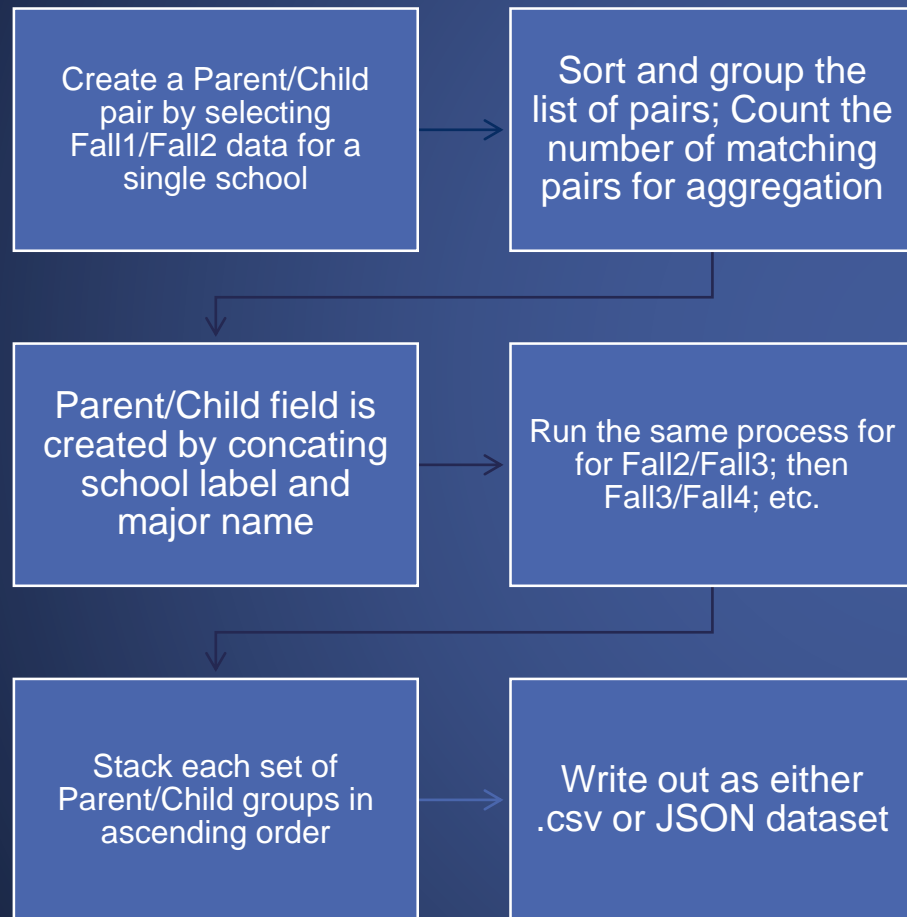 Create a Parent/Child
pair by selecting
Fall1/Fall2 data for a
single school
Sort and group the
list of pairs; Count the
number of matching
pairs for aggregation
Parent/Child field is
created by concating
school label and
major name
Run the same process for
for Fall2/Fall3; then
Fall3/Fall4; etc.
Stack each set of
Parent/Child groups in
ascending order
Write out as either
.csv or JSON dataset